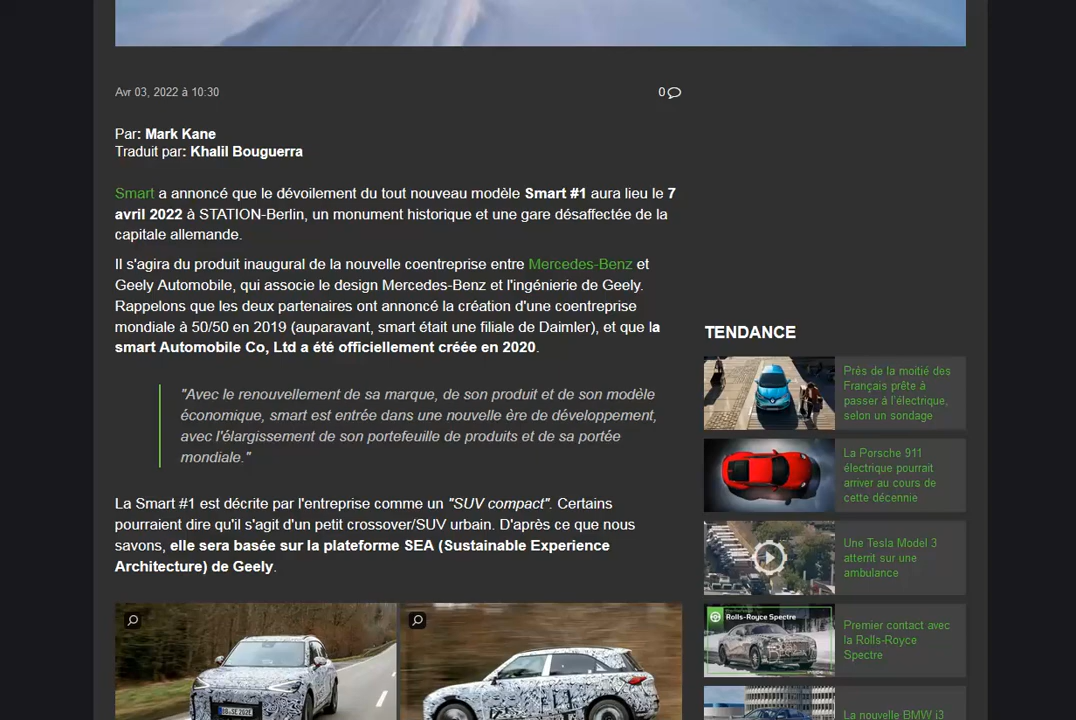 Avr 03, 2022 à 10:30
0
Par: Mark Kane
Traduit par: Khalil Bouguerra
Smart a annoncé que le dévoilement du tout nouveau modèle Smart #1 aura lieu le 7
avril 2022 à STATION-Berlin, un monument historique et une gare désaffectée de la
capitale allemande.
Il s'agira du produit inaugural de la nouvelle coentreprise entre Mercedes-Benz et
Geely Automobile, qui associe le design Mercedes-Benz et l'ingénierie de Geely.
Rappelons que les deux partenaires ont annoncé la création d'une coentreprise
mondiale à 50/50 en 2019 (auparavant, smart était une filiale de Daimler), et que la
smart Automobile Co, Ltd a été officiellement créée en 2020.
"Avec le renouvellement de sa marque, de son produit et de son modèle
économique, smart est entrée dans une nouvelle ère de développement,
avec l'élargissement de son portefeuille de produits et de sa portée
mondiale."
La Smart #1 est décrite par l'entreprise comme un "SUV compact". Certains
pourraient dire qu'il s'agit d'un petit crossover/SUV urbain. D'après ce que nous
savons, elle sera basée sur la plateforme SEA (Sustainable Experience
Architecture) de Geely.
BB-SE 202E
TENDANCE
Prés de la moitié des
Français prête à
passer à l'électrique,
selon un sondage
La Porsche 911
électrique pourrait
arriver au cours de
cette décennie
Une Tesla Model 3
atterrit sur une
ambulance
Rolls-Royce Spectre
Premier contact avec
la Rolls-Royce
Spectre
La nouvelle BMW i3